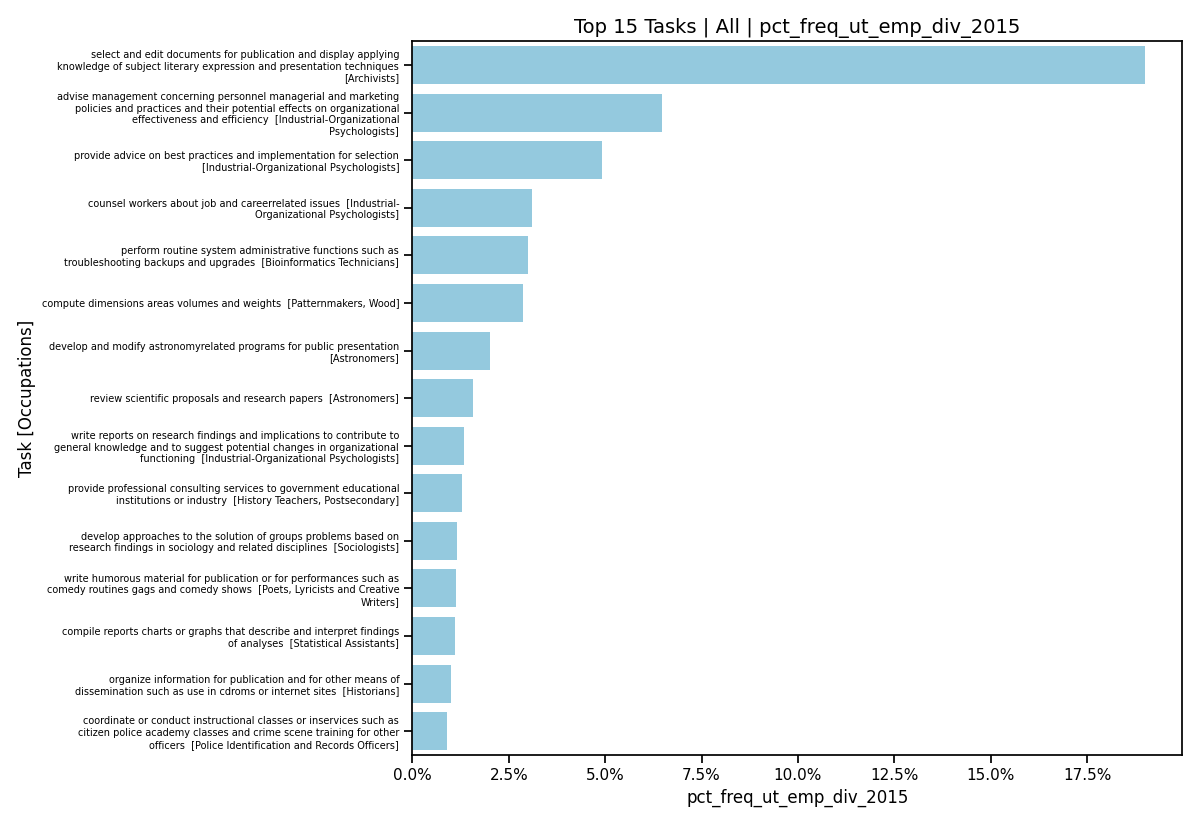 Top 15 Tasks | All | pct_freq_ut_emp_div_2015
select and edit documents for publication and display applying
knowledge of subject literary expression and presentation techniques
[Archivists]
advise management concerning personnel managerial and marketing
policies and practices and their potential effects on organizational
effectiveness and efficiency  [Industrial-Organizational
Psychologists]
provide advice on best practices and implementation for selection
[Industrial-Organizational Psychologists]
counsel workers about job and careerrelated issues  [Industrial-
Organizational Psychologists]
perform routine system administrative functions such as
troubleshooting backups and upgrades  [Bioinformatics Technicians]
compute dimensions areas volumes and weights  [Patternmakers, Wood]
develop and modify astronomyrelated programs for public presentation
[Astronomers]
review scientific proposals and research papers  [Astronomers]
write reports on research findings and implications to contribute to
general knowledge and to suggest potential changes in organizational
functioning  [Industrial-Organizational Psychologists]
provide professional consulting services to government educational
institutions or industry  [History Teachers, Postsecondary]
develop approaches to the solution of groups problems based on
research findings in sociology and related disciplines  [Sociologists]
write humorous material for publication or for performances such as
comedy routines gags and comedy shows  [Poets, Lyricists and Creative
Writers]
compile reports charts or graphs that describe and interpret findings
of analyses  [Statistical Assistants]
organize information for publication and for other means of
dissemination such as use in cdroms or internet sites  [Historians]
coordinate or conduct instructional classes or inservices such as
citizen police academy classes and crime scene training for other
officers  [Police Identification and Records Officers]
Task [Occupations]
0.0% 2.5% 5.0% 7.5% 10.0% 12.5% 15.0% 17.5%
pct_freq_ut_emp_div_2015